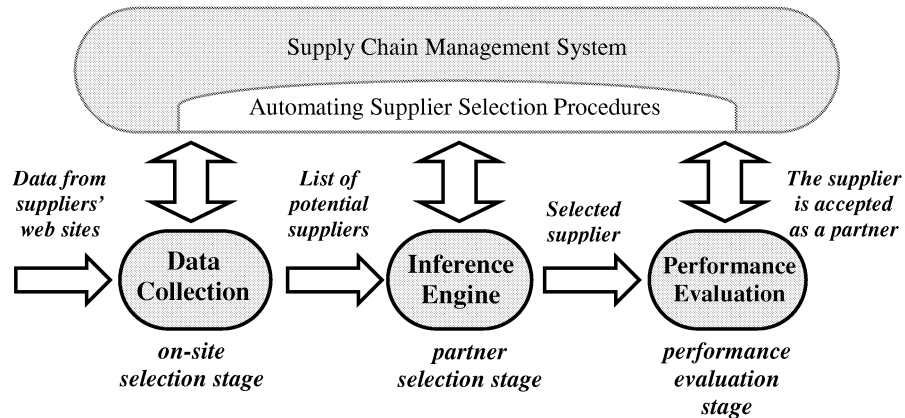 Supply Chain Management System
Automating Supplier Selection Procedures
Data from
suppliers'
web sites
List of
potential
suppliers
Selected
supplier
The supplier
is accepted
as a partner
Data
Collection
Inference
Engine
Performance
Evaluation
on-site
selection stage
partner
selection stage
performance
evaluation
stage